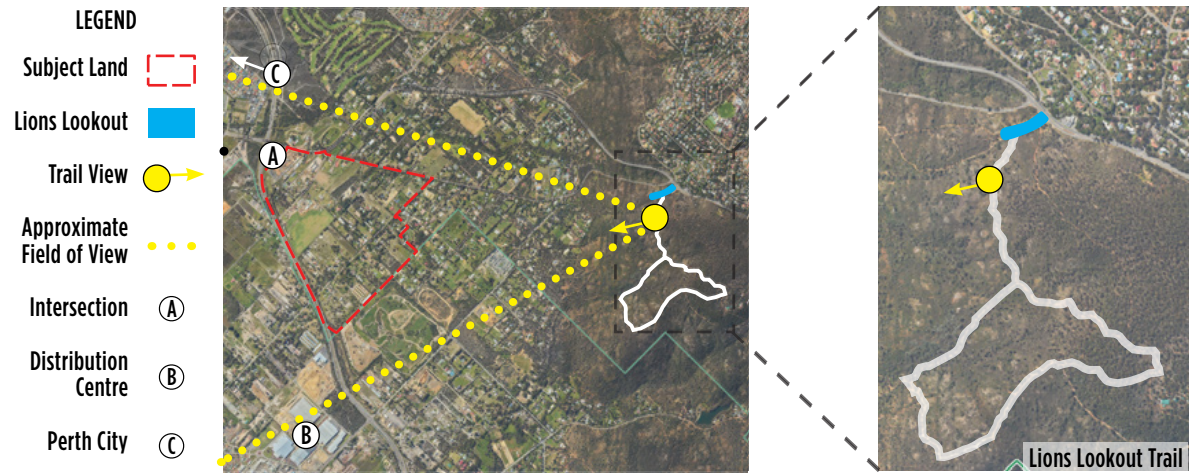 LEGEND
Subject Land
Lions Lookout
Trail View
Approximate
Field of View
Intersection
A
Distribution
Centre
B
Perth City
C
C
A
B
Lions Lookout Trail